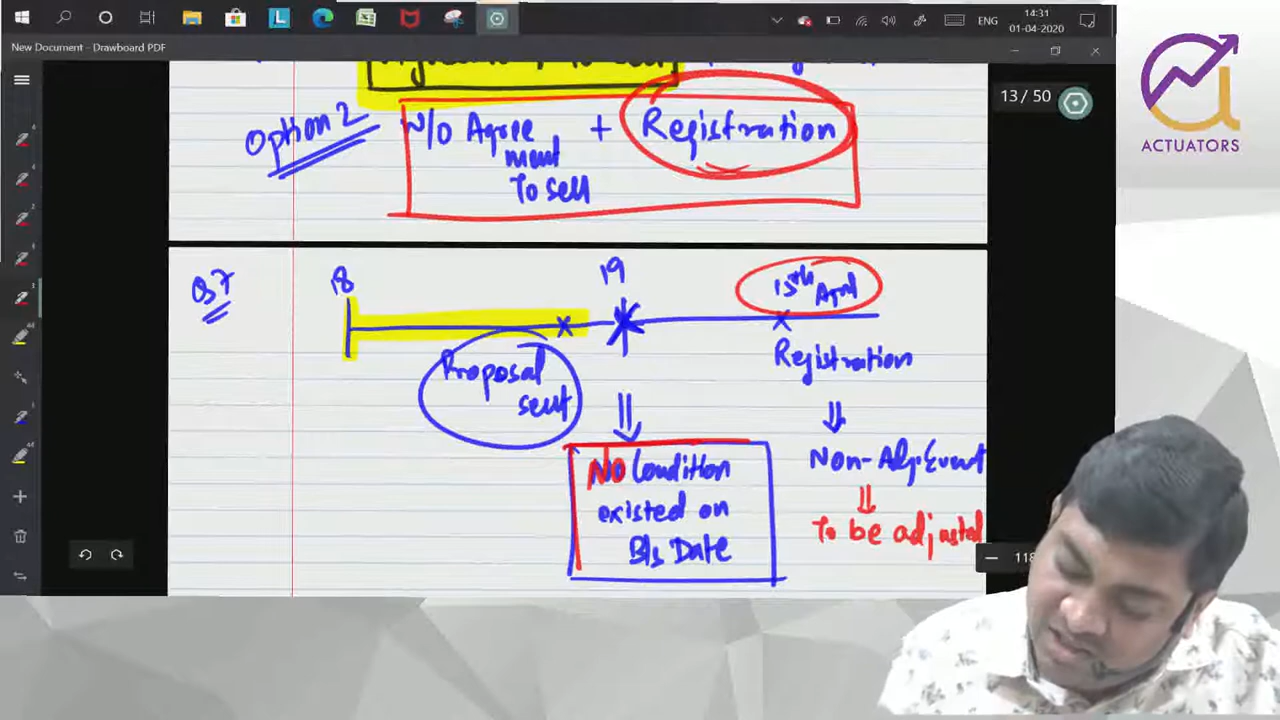 14:31
ENG
01-04-2020
New Document - Drawboard PDF
13 / 50
ACTUATORS
Option 2
W/o Agree
ment
To sell
+ Registration
Q7
18
19
15th April
Proposal
sent
Registration
No Condition
existed on
B/s Date
Non-Adj. Event
To be adjusted
118